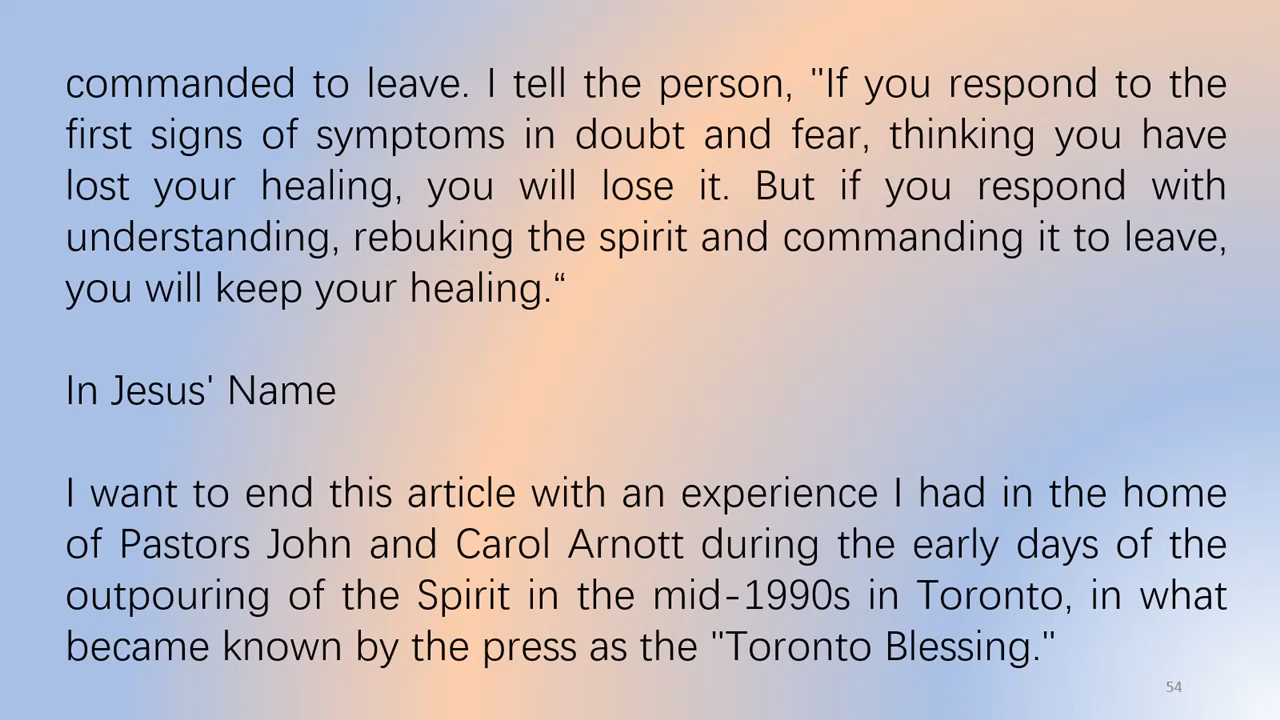 commanded to leave. I tell the person, "If you respond to the
first signs of symptoms in doubt and fear, thinking you have
lost your healing, you will lose it. But if you respond with
understanding, rebuking the spirit and commanding it to leave,
you will keep your healing.“
In Jesus' Name
I want to end this article with an experience I had in the home
of Pastors John and Carol Arnott during the early days of the
outpouring of the Spirit in the mid-1990s in Toronto, in what
became known by the press as the "Toronto Blessing."
54